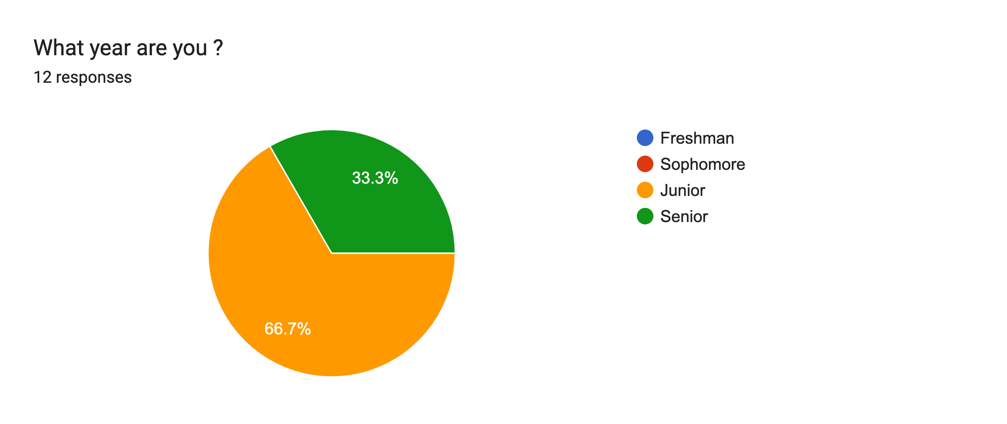 What year are you ?
12 responses
33.3%
66.7%
Freshman
Sophomore
Junior
Senior